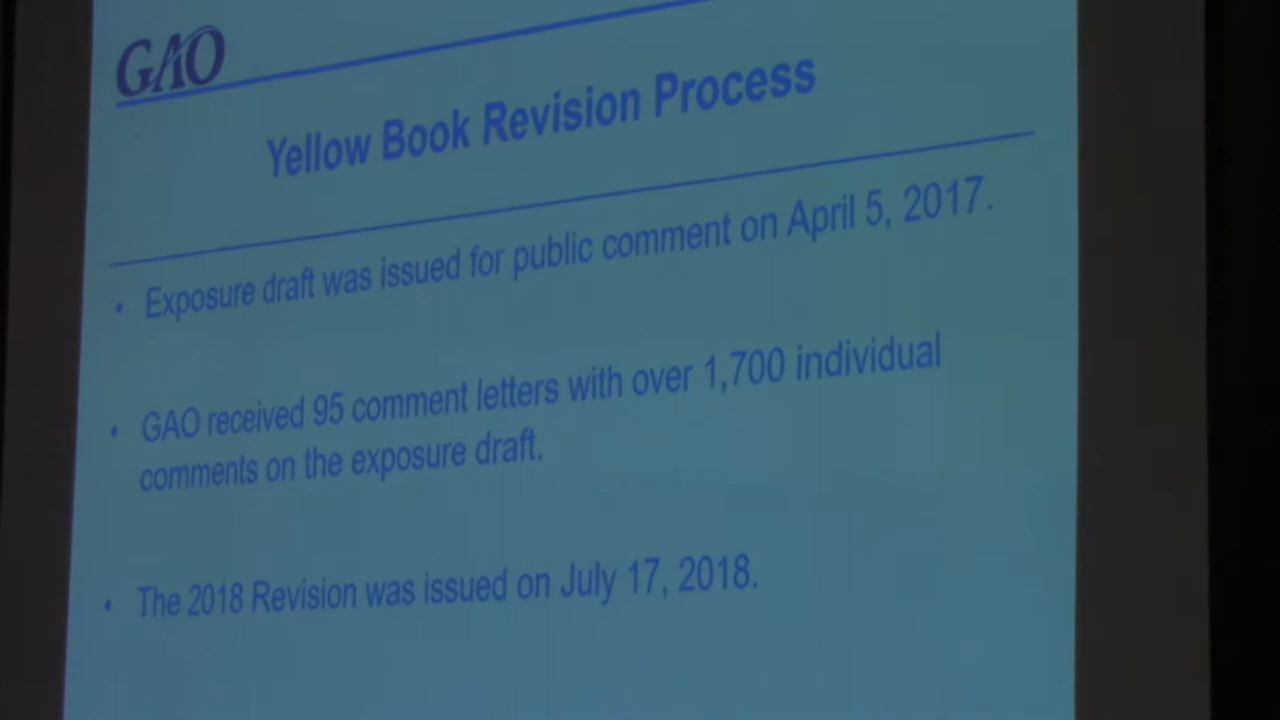 GAO
Yellow Book Revision Process
• Exposure draft was issued for public comment on April 5, 2017.
• GAO received 95 comment letters with over 1,700 individual
comments on the exposure draft.
• The 2018 Revision was issued on July 17, 2018.